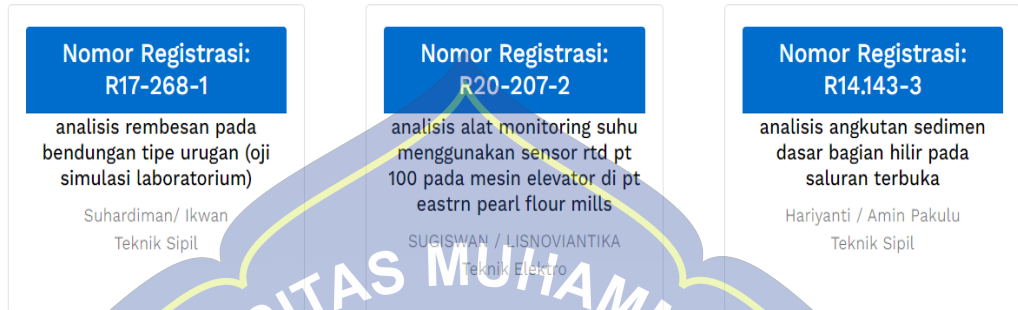 Nomor Registrasi:
R17-268-1
analisis rembesan pada
bendungan tipe urugan (oji
simulasi laboratorium)
Suhardiman/ Ikwan
Teknik Sipil
Nomor Registrasi:
R20-207-2
analisis alat monitoring suhu
menggunakan sensor rtd pt
100 pada mesin elevator di pt
eastrn pearl flour mills
SUGISWAN / LISNOVIANTIKA
Teknik Elektro
Nomor Registrasi:
R14.143-3
analisis angkutan sedimen
dasar bagian hilir pada
saluran terbuka
Hariyanti / Amin Pakulu
Teknik Sipil
ITAS MUHAM